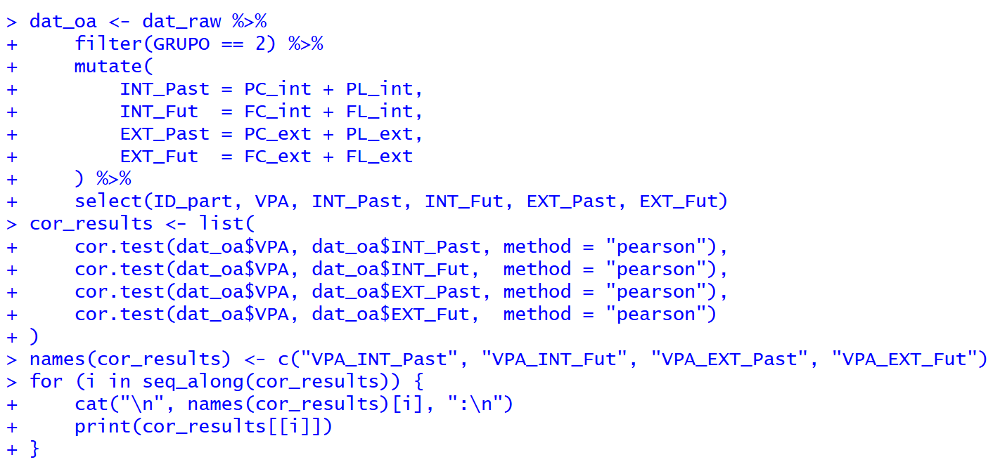 > dat_oa <- dat_raw %>%
+     filter(GRUPO == 2) %>%
+     mutate(
+         INT_Past = PC_int + PL_int,
+         INT_Fut  = FC_int + FL_int,
+         EXT_Past = PC_ext + PL_ext,
+         EXT_Fut  = FC_ext + FL_ext
+     ) %>%
+     select(ID_part, VPA, INT_Past, INT_Fut, EXT_Past, EXT_Fut)
> cor_results <- list(
+     cor.test(dat_oa$VPA, dat_oa$INT_Past, method = "pearson"),
+     cor.test(dat_oa$VPA, dat_oa$INT_Fut,  method = "pearson"),
+     cor.test(dat_oa$VPA, dat_oa$EXT_Past, method = "pearson"),
+     cor.test(dat_oa$VPA, dat_oa$EXT_Fut,  method = "pearson")
+ )
> names(cor_results) <- c("VPA_INT_Past", "VPA_INT_Fut", "VPA_EXT_Past", "VPA_EXT_Fut")
> for (i in seq_along(cor_results)) {
+     cat("\n", names(cor_results)[i], ":\n")
+     print(cor_results[[i]])
+ }